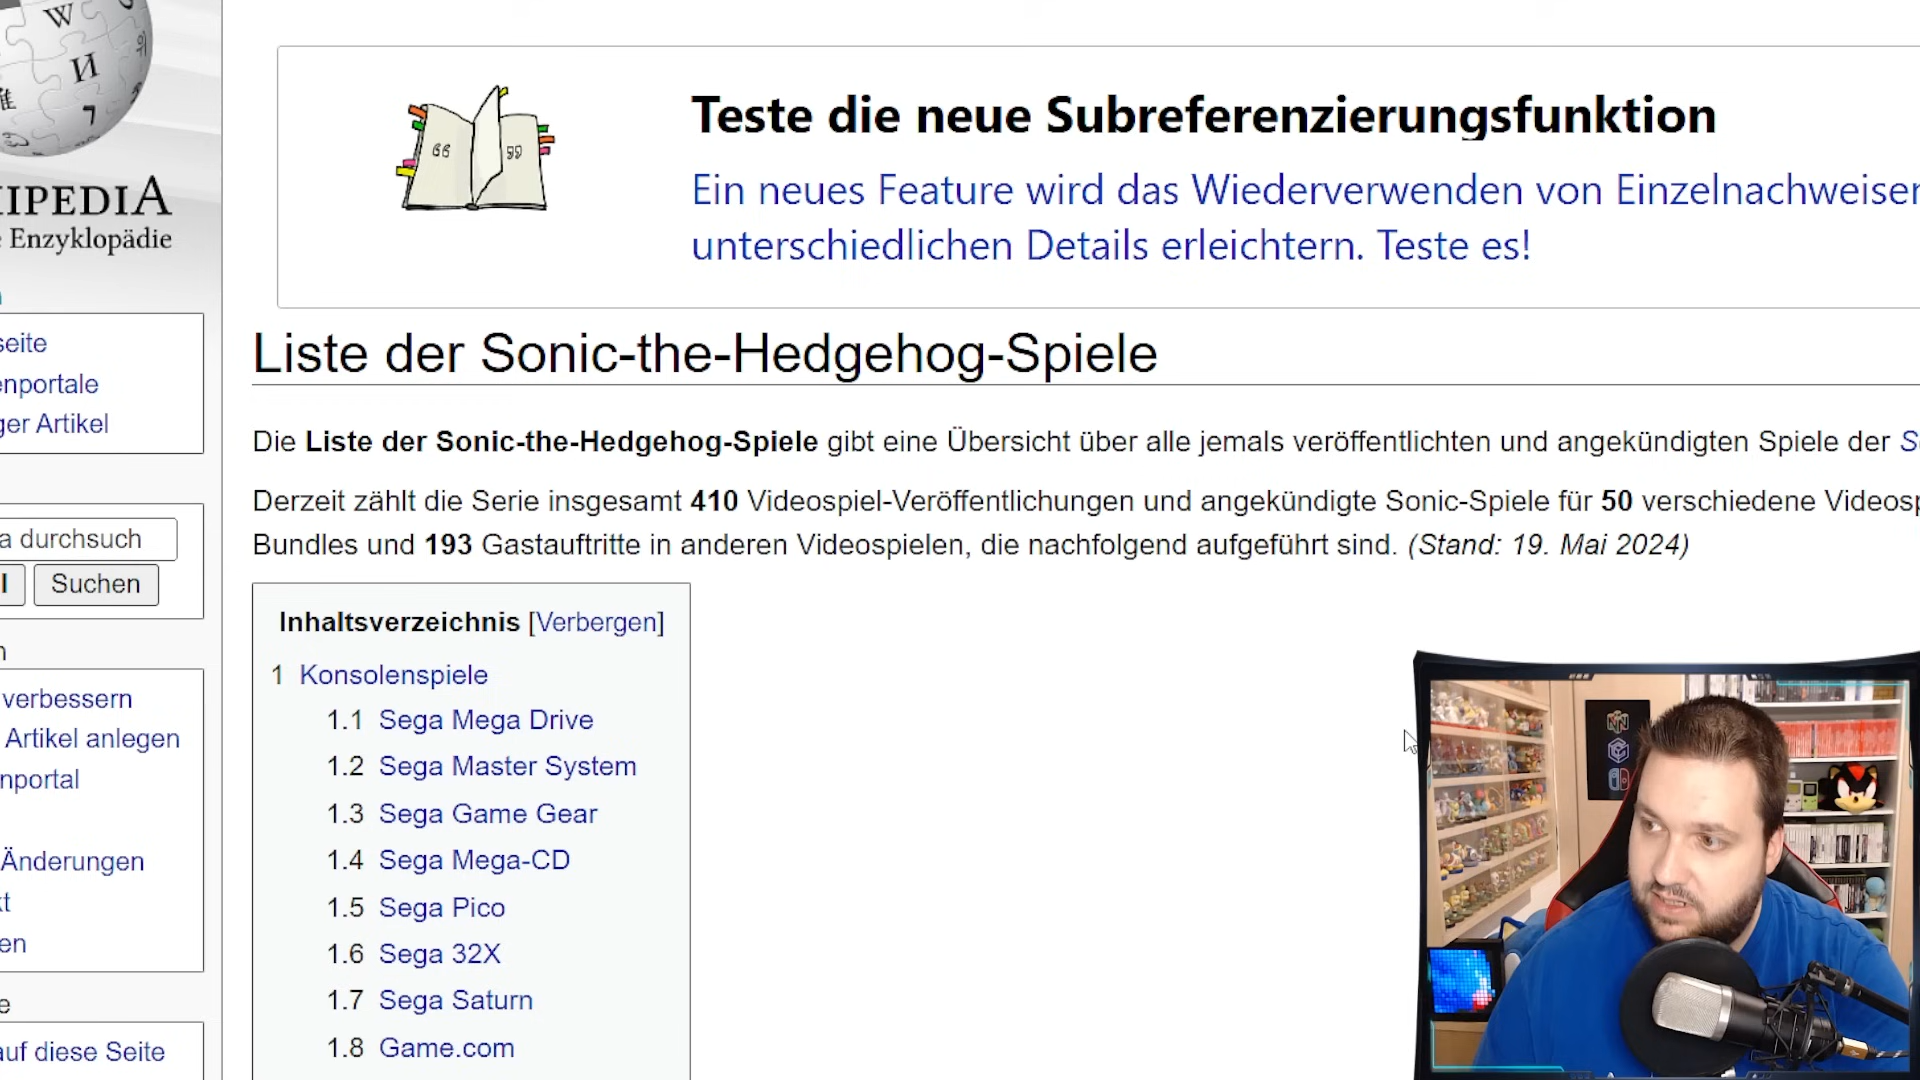 W
И
7
IPEDIA
Enzyklopädie
Teste die neue Subreferenzierungsfunktion
Ein neues Feature wird das Wiederverwenden von Einzelnachweisen
unterschiedlichen Details erleichtern. Teste es!
seite
enportale
ger Artikel
a durchsuch
l Suchen
n
verbessern
Artikel anlegen
nportal
Änderungen
kt
en
e
auf diese Seite
Liste der Sonic-the-Hedgehog-Spiele
Die Liste der Sonic-the-Hedgehog-Spiele gibt eine Übersicht über alle jemals veröffentlichten und angekündigten Spiele der
Derzeit zählt die Serie insgesamt 410 Videospiel-Veröffentlichungen und angekündigte Sonic-Spiele für 50 verschiedene Videosp
Bundles und 193 Gastauftritte in anderen Videospielen, die nachfolgend aufgeführt sind. (Stand: 19. Mai 2024)
Inhaltsverzeichnis [Verbergen]
1 Konsolenspiele
1.1 Sega Mega Drive
1.2 Sega Master System
1.3 Sega Game Gear
1.4 Sega Mega-CD
1.5 Sega Pico
1.6 Sega 32X
1.7 Sega Saturn
1.8 Game.com